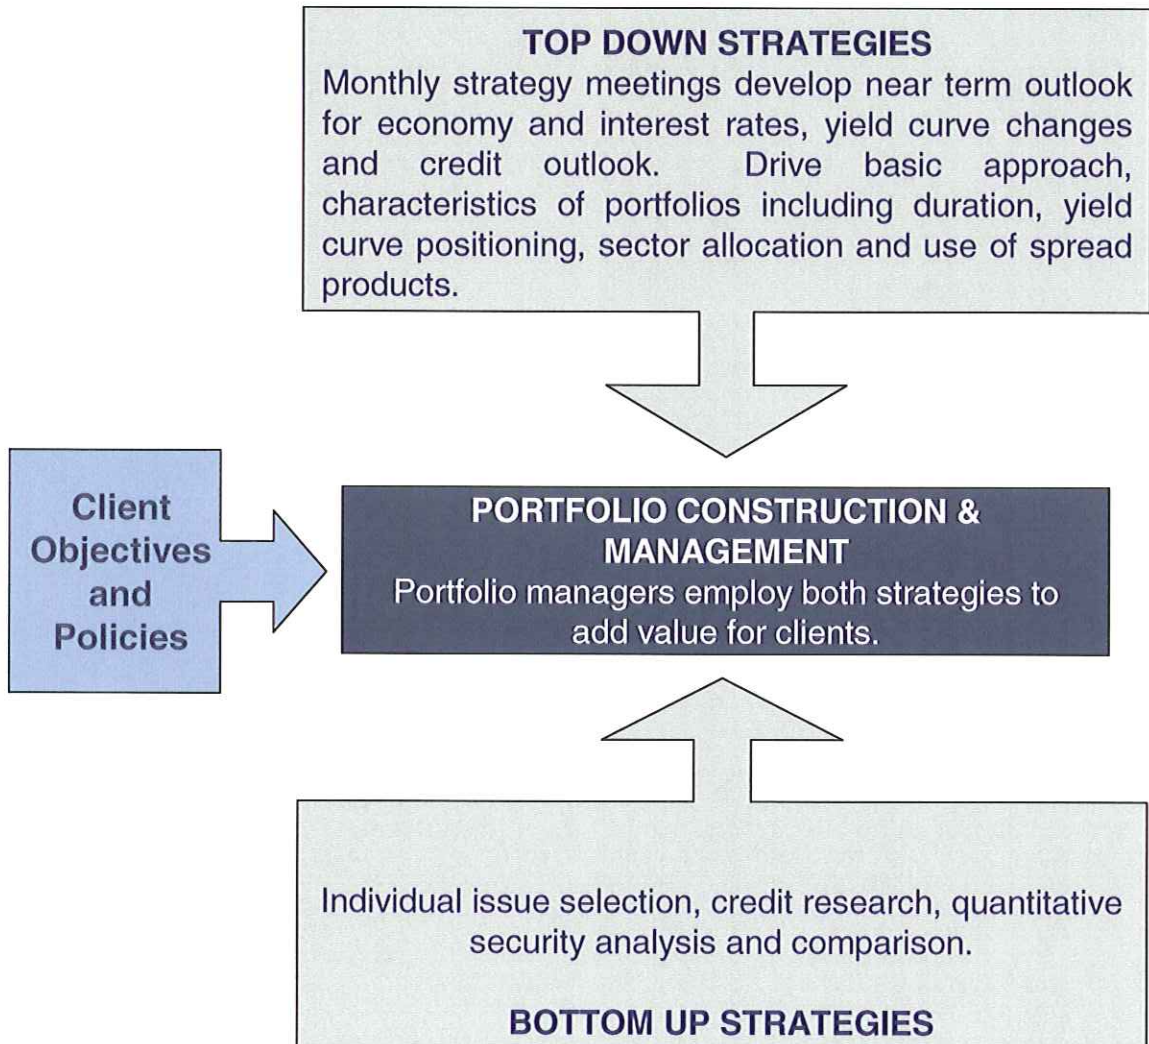 TOP DOWN STRATEGIES
Monthly strategy meetings develop near term outlook
for economy and interest rates, yield curve changes
and credit outlook. Drive basic approach,
characteristics of portfolios including duration, yield
curve positioning, sector allocation and use of spread
products.
Client
Objectives
and
Policies
PORTFOLIO CONSTRUCTION &
MANAGEMENT
Portfolio managers employ both strategies to
add value for clients.
Individual issue selection, credit research, quantitative
security analysis and comparison.
BOTTOM UP STRATEGIES